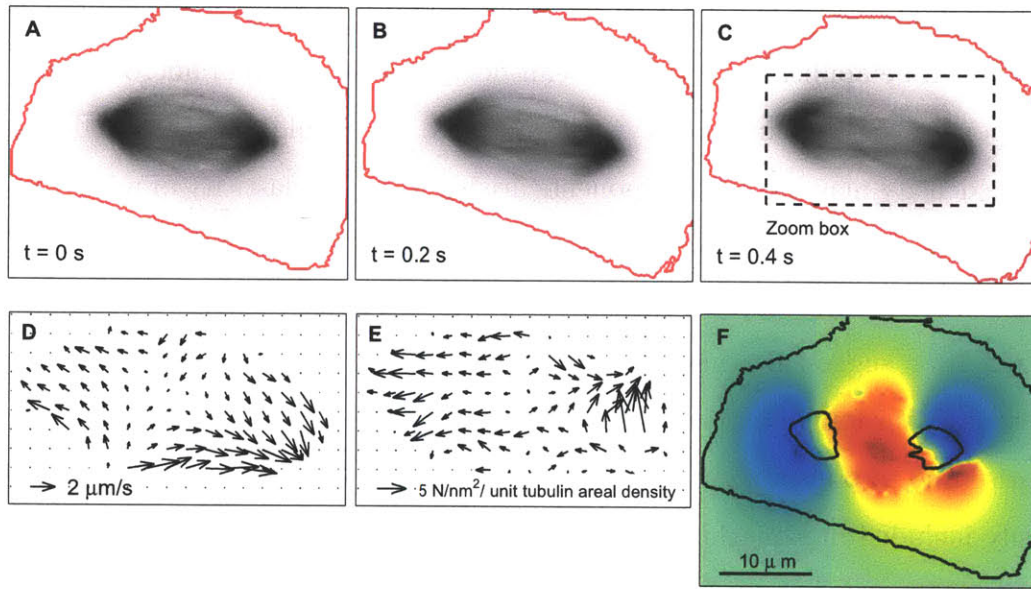 A
t = 0 s
B
t = 0.2 s
C
Zoom box
t = 0.4 s
D
2 μm/s
E
5 N/nm²/ unit tubulin areal density
F
10 μ m